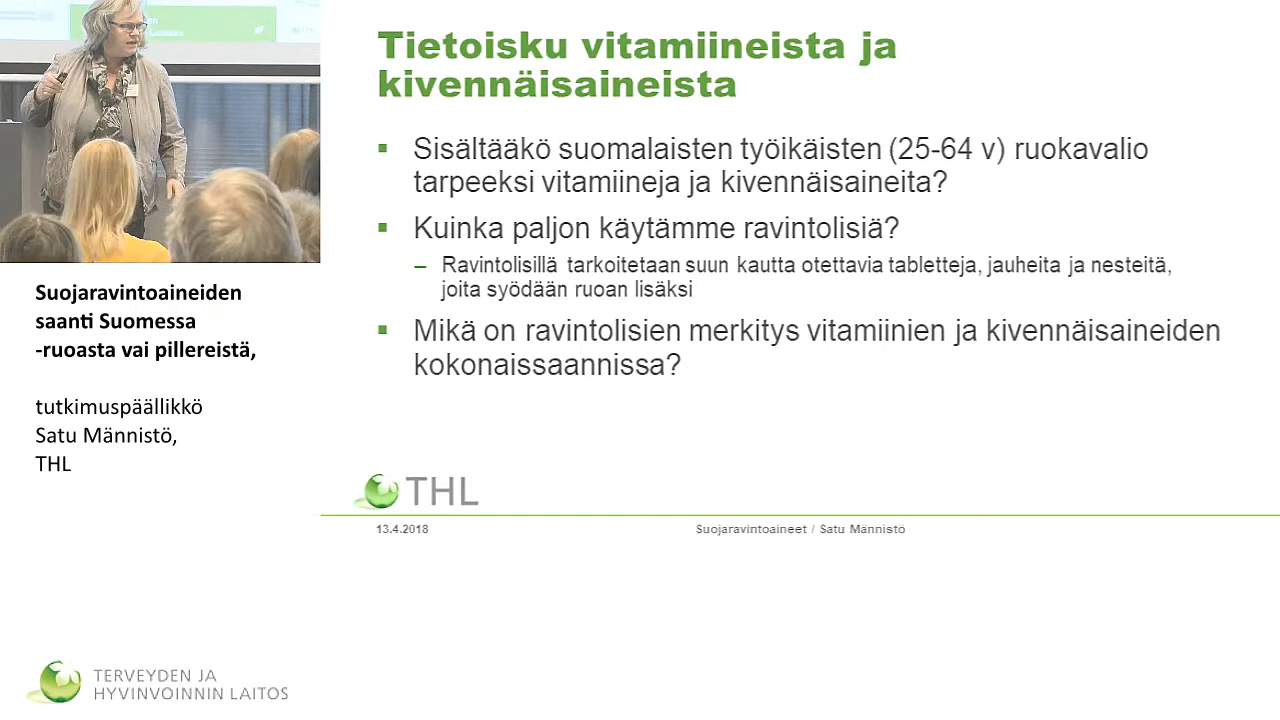 Tietoisku vitamiineista ja
kivennäisaineista
Sisältääkö suomalaisten työikäisten (25-64 v) ruokavalio
tarpeeksi vitamiineja ja kivennäisaineita?
Kuinka paljon käytämme ravintolisiä?
– Ravintolisillä tarkoitetaan suun kautta otettavia tabletteja, jauheita ja nesteitä,
joita syödään ruoan lisäksi
Mikä on ravintolisien merkitys vitamiinien ja kivennäisaineiden
kokonaissaannissa?
THL
13.4.2018
Suojaravintoaineet / Satu Männistö
Suojaravintoaineiden
saanti Suomessa
-ruoasta vai pillereistä,
tutkimuspäällikkö
Satu Männistö,
THL
TERVEYDEN JA
HYVINVOINNIN LAITOS